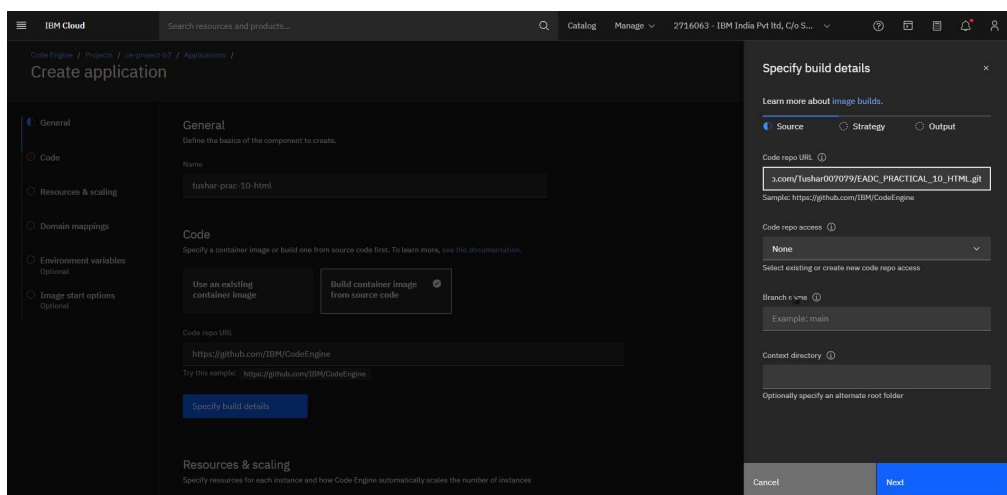 IBM Cloud
Search resources and products...
Catalog
Manage
2716063 - IBM India Pvt ltd, C/o S...
Code Engine / Projects / ce-project-b7 / Applications /
Create application
General
Code
Resources & scaling
Domain mappings
Environment variables
Optional
Image start options
Optional
General
Define the basics of the component to create.
Name
tushar-prac-10-html
Code
Specify a container image or build one from source code first. To learn more, see the documentation.
Use an existing
container image
Build container image
from source code
Code repo URL
https://github.com/IBM/CodeEngine
Try this sample: https://github.com/IBM/CodeEngine
Specify build details
Resources & scaling
Specify resources for each instance and how Code Engine automatically scales the number of instances
Specify build details
Learn more about image builds.
Source
Strategy
Output
Code repo URL
.com/Tushar007079/EADC_PRACTICAL_10_HTML.git
Sample: https://github.com/IBM/CodeEngine
Code repo access
None
Select existing or create new code repo access
Branch name
Example: main
Context directory
Optionally specify an alternate root folder
Cancel
Next